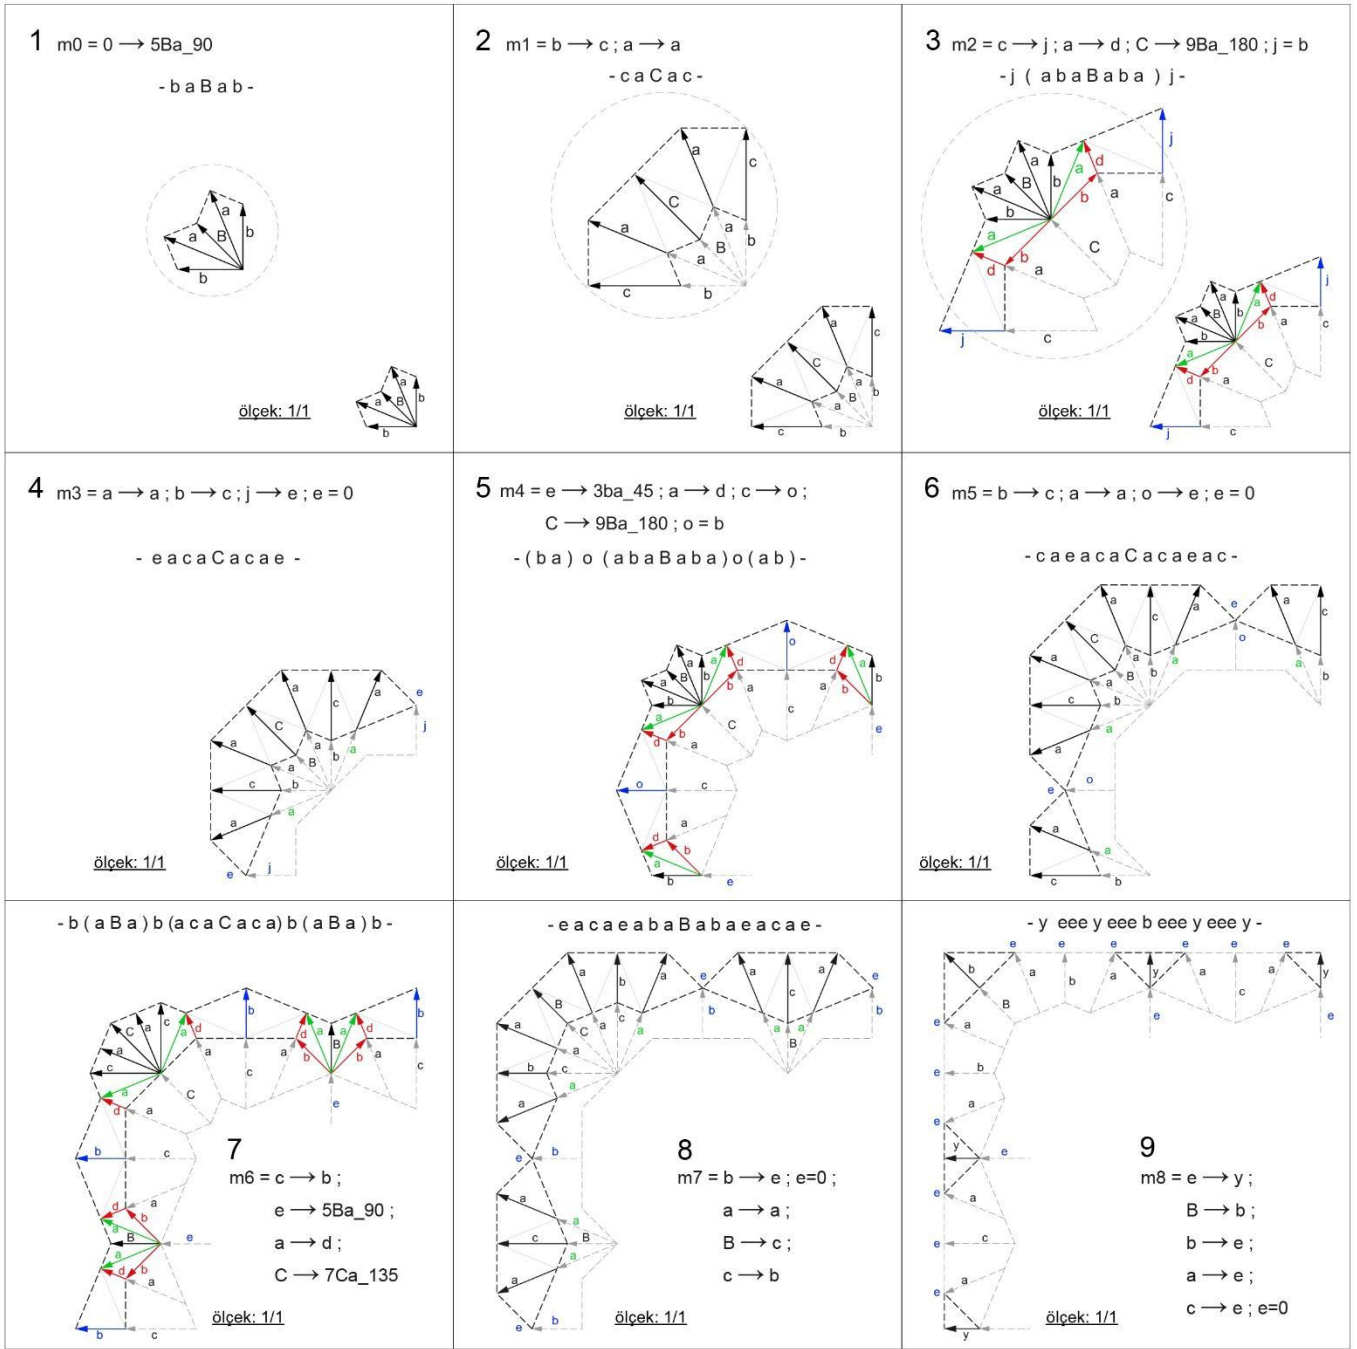 1 m0 = 0 → 5Ba_90
- b a B a b -
a
a B b
b
a
a B b
b
ölçek: 1/1
2 m1 = b → c ; a → a
- c a C a c -
a
c
C
a
a
B b
a
c b
a
c
C
a
a
B b
a
c b
ölçek: 1/1
3 m2 = c → j ; a → d ; C → 9Ba_180 ; j = b
- j ( a b a B a b a ) j -
j
a
B a d
a b
b b a c
a C
b
d a
j c
j
a
B a d
a b
b b a c
a C
b
d a
j c
ölçek: 1/1
4 m3 = a → a ; b → c ; j → e ; e = 0
- e a c a C a c a e -
a c a e
C j
a a b a
B
a
c b
a a
e j
ölçek: 1/1
5 m4 = e → 3ba_45 ; a → d ; c → o ;
C → 9Ba_180 ; o = b
- ( b a ) o ( a b a B a b a ) o ( a b ) -
o
a a d d a
B b
a b a a b b
b c
a C e
b
d a
o c
d b
a
b e
ölçek: 1/1
6 m5 = b → c ; a → a ; o → e ; e = 0
- c a e a c a C a c a e a c -
a c a e a c
C o
a a b a a b
B
a
c b
a a
e o
a a
c b
ölçek: 1/1
- b ( a B a ) b (a c a C a c a) b ( a B a ) b -
c b b
a a d d a a d
C B
a b b
c a a a c
a C e
d a
b c
7
m6 = c → b ;
e → 5Ba_90 ;
a → d ;
C → 7Ca_135
d b a
a
B e
a
d b a
b c
ölçek: 1/1
- e a c a e a b a B a b a e a c a e -
a b a e a c a e
B b b
a a c a a a
B
a
b c
a a
e b
8
m7 = b → e ; e=0 ;
a → a ;
B → c ;
c → b
a a
c B
a a
e b
ölçek: 1/1
- y eee y eee b eee y eee y -
e e e e e e
b a b a y a c a y
B
e e e
a
b
a
e
y e
9
m8 = e → y ;
B → b ;
b → e ;
a → e ;
c → e ; e=0
e a
e c
e a
y
ölçek: 1/1